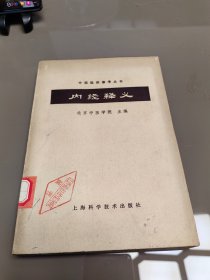 中医临床参考丛书
内经释义
北京中医学院 主编
上海科学技术出版社